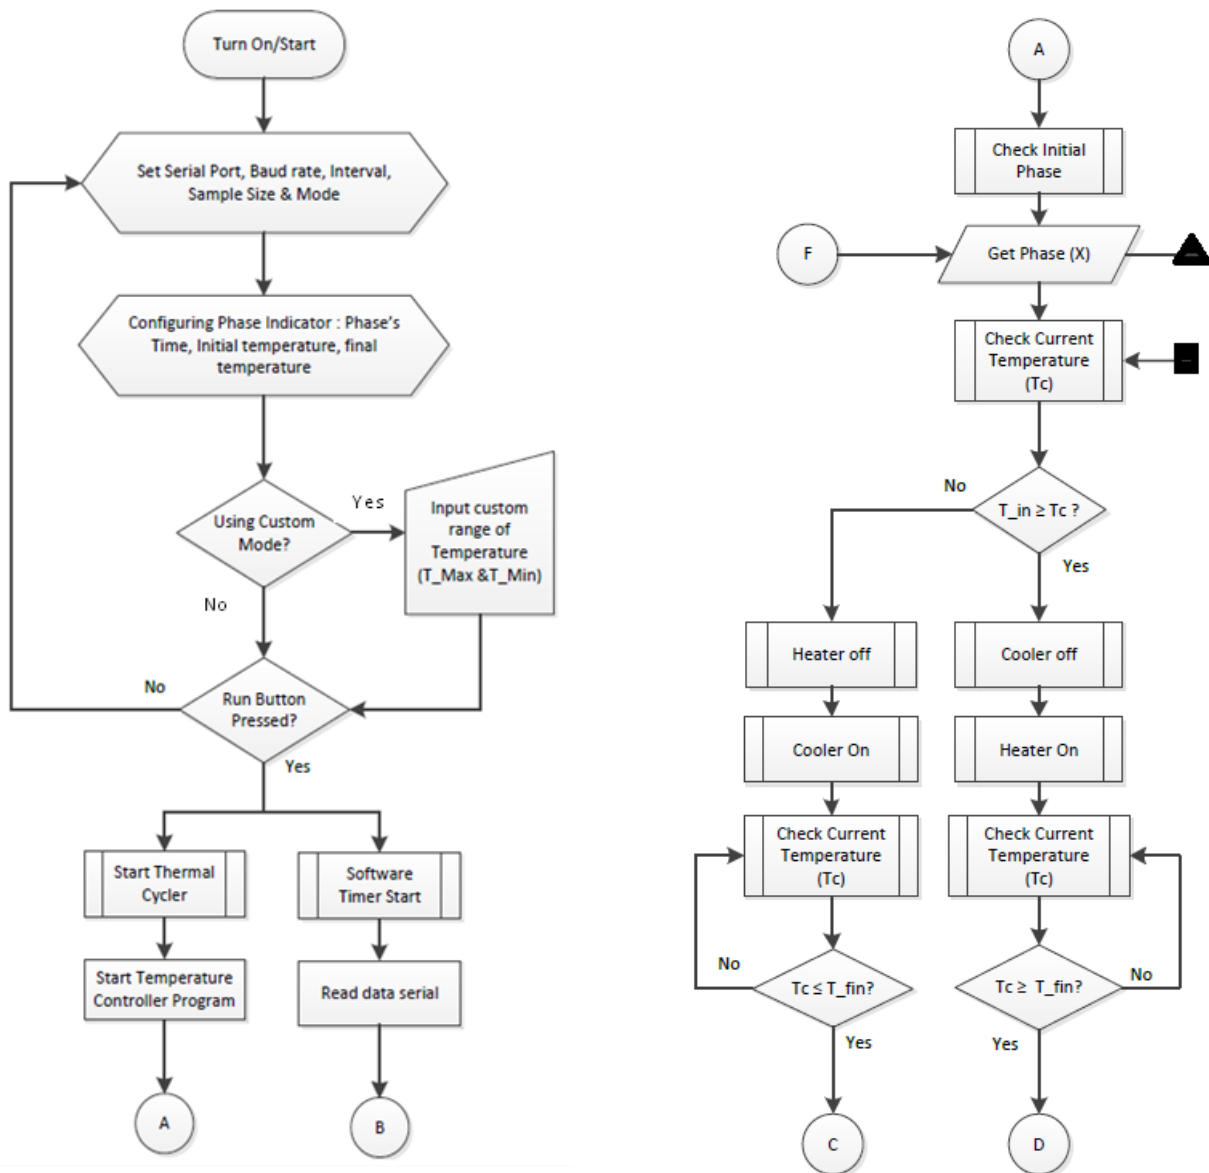 Turn On/Start
Set Serial Port, Baud rate, Interval,
Sample Size & Mode
Configuring Phase Indicator : Phase's
Time, Initial temperature, final
temperature
Using Custom
Mode?
Yes
No
Input custom
range of
Temperature
(T_Max &T_Min)
Run Button
Pressed?
No
Yes
Start Thermal
Cycler
Software
Timer Start
Start Temperature
Controller Program
Read data serial
A
B
A
Check Initial
Phase
F
Get Phase (X)
Check Current
Temperature
(Tc)
No
T_in ≥ Tc ?
Yes
Heater off
Cooler off
Cooler On
Heater On
Check Current
Temperature
(Tc)
Check Current
Temperature
(Tc)
No
Tc ≤ T_fin?
Tc ≥ T_fin?
No
Yes
Yes
C
D